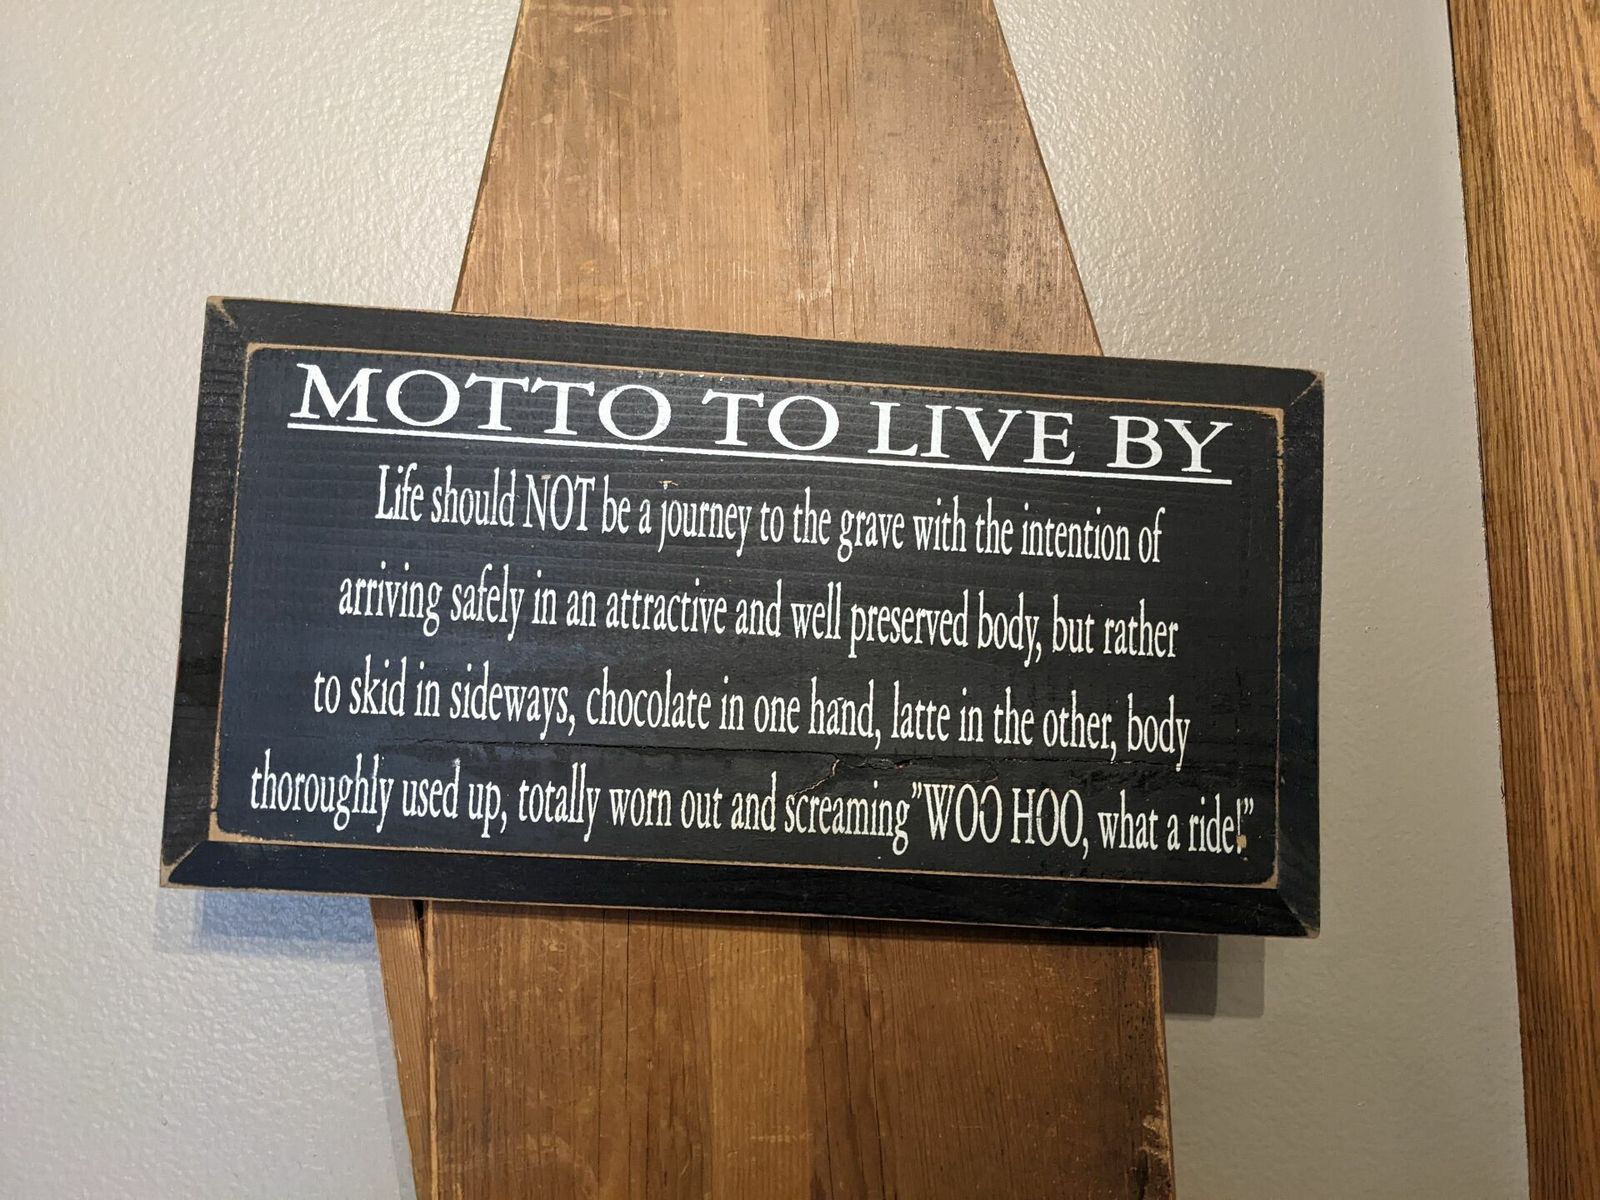 MOTTO TO LIVE BY
Life should NOT be a journey to the grave with the intention of
arriving safely in an attractive and well preserved body, but rather
to skid in sideways, chocolate in one hand, latte in the other, body
thoroughly used up, totally worn out and screaming”WOO HOO, what a ride!”